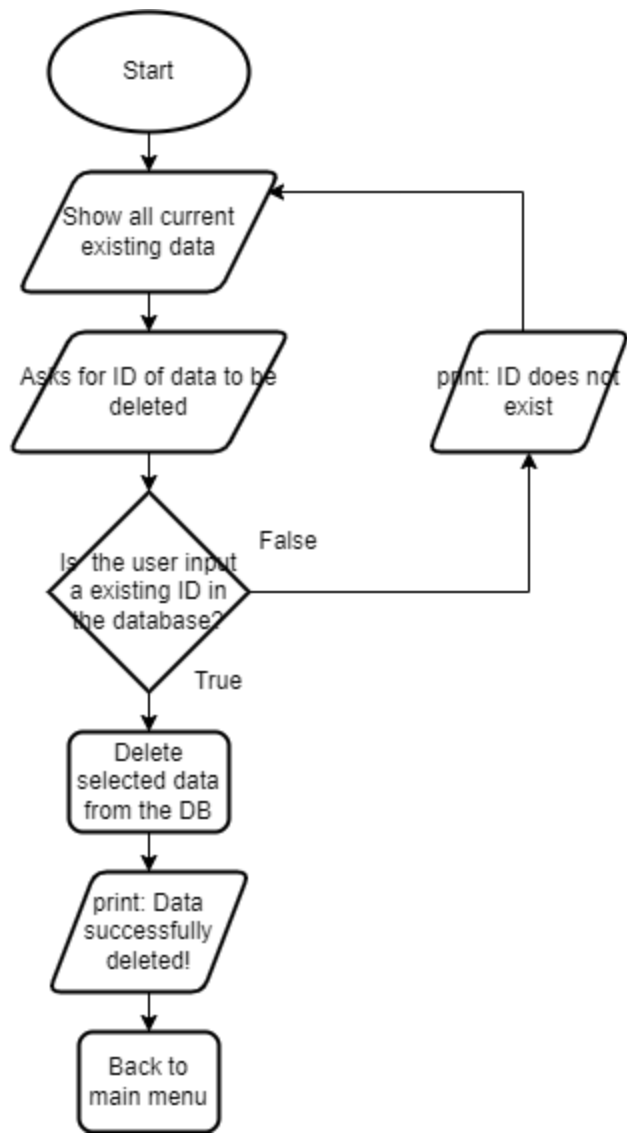 Start
Show all current
existing data
Asks for ID of data to be
deleted
print: ID does not
exist
False
Is  the user input
a existing ID in
the database?
True
Delete
selected data
from the DB
print: Data
successfully
deleted!
Back to
main menu